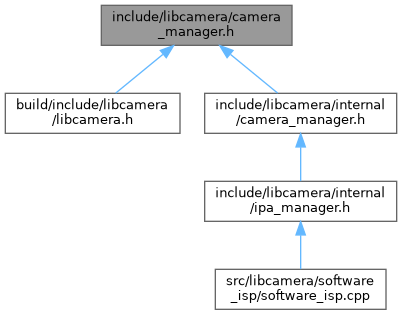 include/libcamera/camera
_manager.h
build/include/libcamera
/libcamera.h
include/libcamera/internal
/camera_manager.h
include/libcamera/internal
/ipa_manager.h
src/libcamera/software
_isp/software_isp.cpp